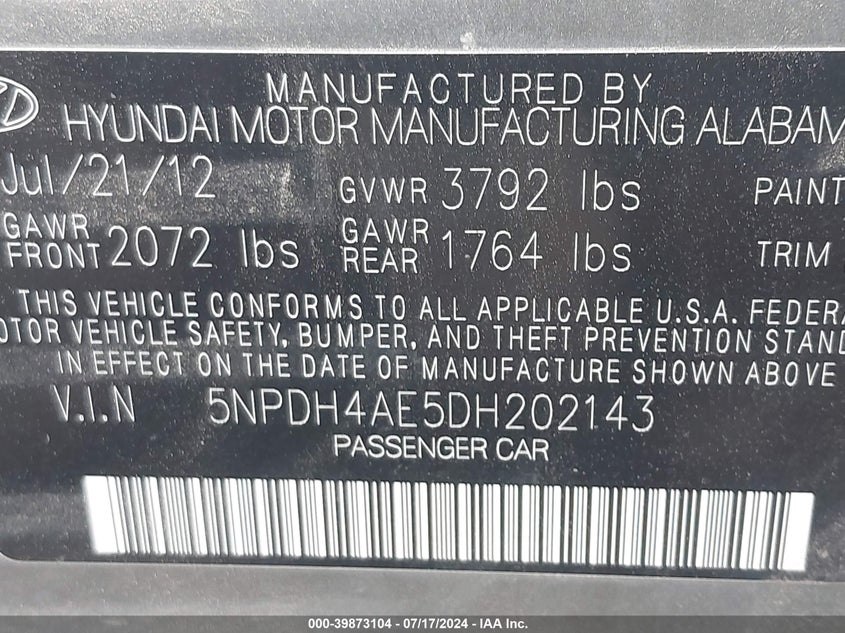 MANUFACTURED BY
HYUNDAI MOTOR MANUFACTURING ALABAM
Jul/21/12 GVWR 3792 lbs PAINT
GAWR FRONT 2072 lbs GAWR REAR 1764 lbs TRIM
THIS VEHICLE CONFORMS TO ALL APPLICABLE U.S.A. FEDERA
OTOR VEHICLE SAFETY, BUMPER, AND THEFT PREVENTION STAND
IN EFFECT ON THE DATE OF MANUFACTURE SHOWN ABOVE
V.I.N 5NPDH4AE5DH202143
PASSENGER CAR
000-39873104 - 07/17/2024 - IAA Inc.